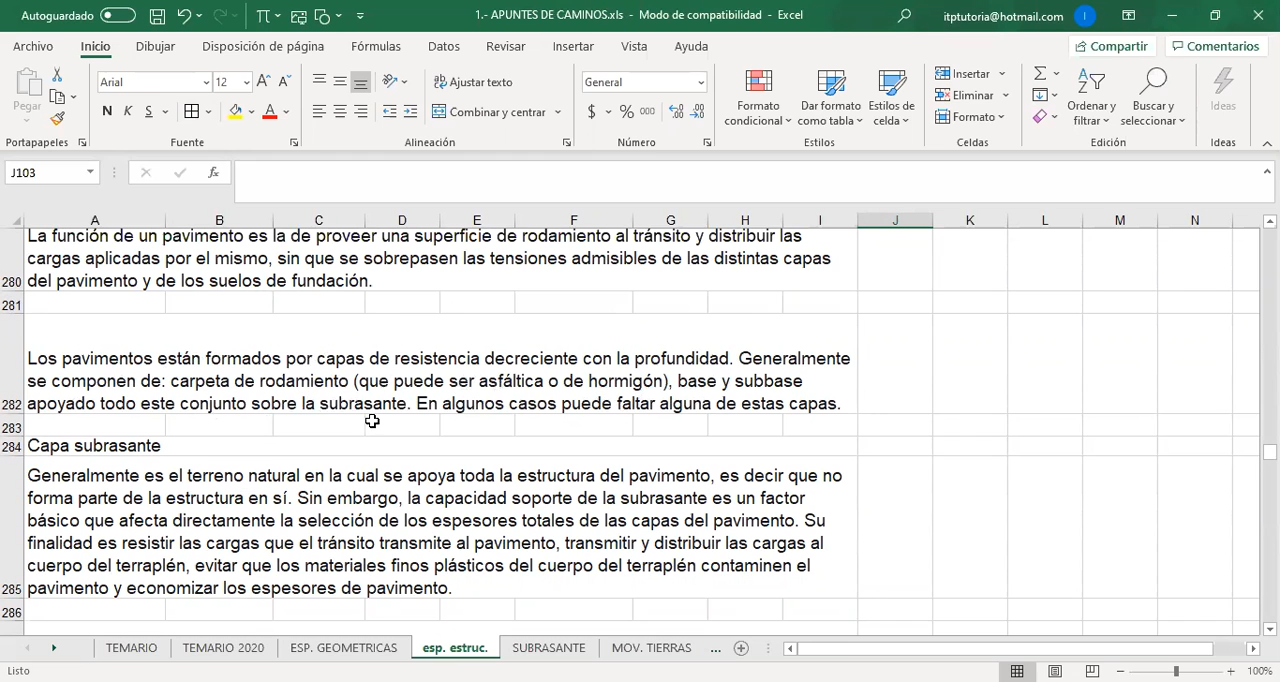 Autoguardado
1.- APUNTES DE CAMINOS.xls - Modo de compatibilidad - Excel
itptutoria@hotmail.com
I
Archivo Inicio Dibujar Disposición de página Fórmulas Datos Revisar Insertar Vista Ayuda
Compartir Comentarios
Pegar
Arial 12
N K S
Ajustar texto
Combinar y centrar
General
$ % 000
Formato condicional
Dar formato como tabla
Estilos de celda
Insertar
Eliminar
Formato
Ordenar y filtrar
Buscar y seleccionar
Ideas
Portapapeles Fuente Alineación Número Estilos Celdas Edición Ideas
J103
fx
A B C D E F G H I J K L M N
La función de un pavimento es la de proveer una superficie de rodamiento al tránsito y distribuir las
cargas aplicadas por el mismo, sin que se sobrepasen las tensiones admisibles de las distintas capas
280 del pavimento y de los suelos de fundación.
281
Los pavimentos están formados por capas de resistencia decreciente con la profundidad. Generalmente
se componen de: carpeta de rodamiento (que puede ser asfáltica o de hormigón), base y subbase
282 apoyado todo este conjunto sobre la subrasante. En algunos casos puede faltar alguna de estas capas.
283
284 Capa subrasante
Generalmente es el terreno natural en la cual se apoya toda la estructura del pavimento, es decir que no
forma parte de la estructura en sí. Sin embargo, la capacidad soporte de la subrasante es un factor
básico que afecta directamente la selección de los espesores totales de las capas del pavimento. Su
finalidad es resistir las cargas que el tránsito transmite al pavimento, transmitir y distribuir las cargas al
cuerpo del terraplén, evitar que los materiales finos plásticos del cuerpo del terraplén contaminen el
285 pavimento y economizar los espesores de pavimento.
286
TEMARIO TEMARIO 2020 ESP. GEOMETRICAS esp. estruc. SUBRASANTE MOV. TIERRAS ...
Listo
100%